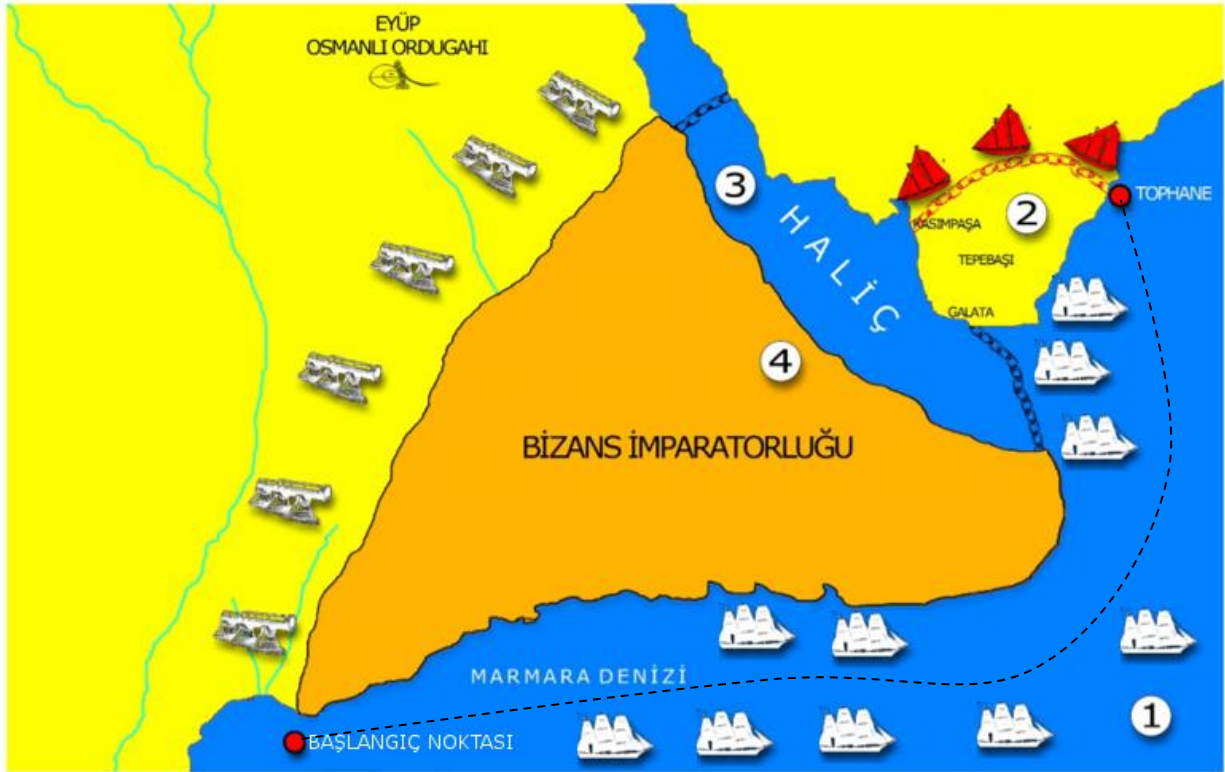 EYÜP
OSMANLI ORDUGAHI
3
HALİÇ
2
KASIMPAŞA
TEPEBAŞI
GALATA
TOPHANE
4
BİZANS İMPARATORLUĞU
MARMARA DENİZİ
1
BAŞLANGIÇ NOKTASI